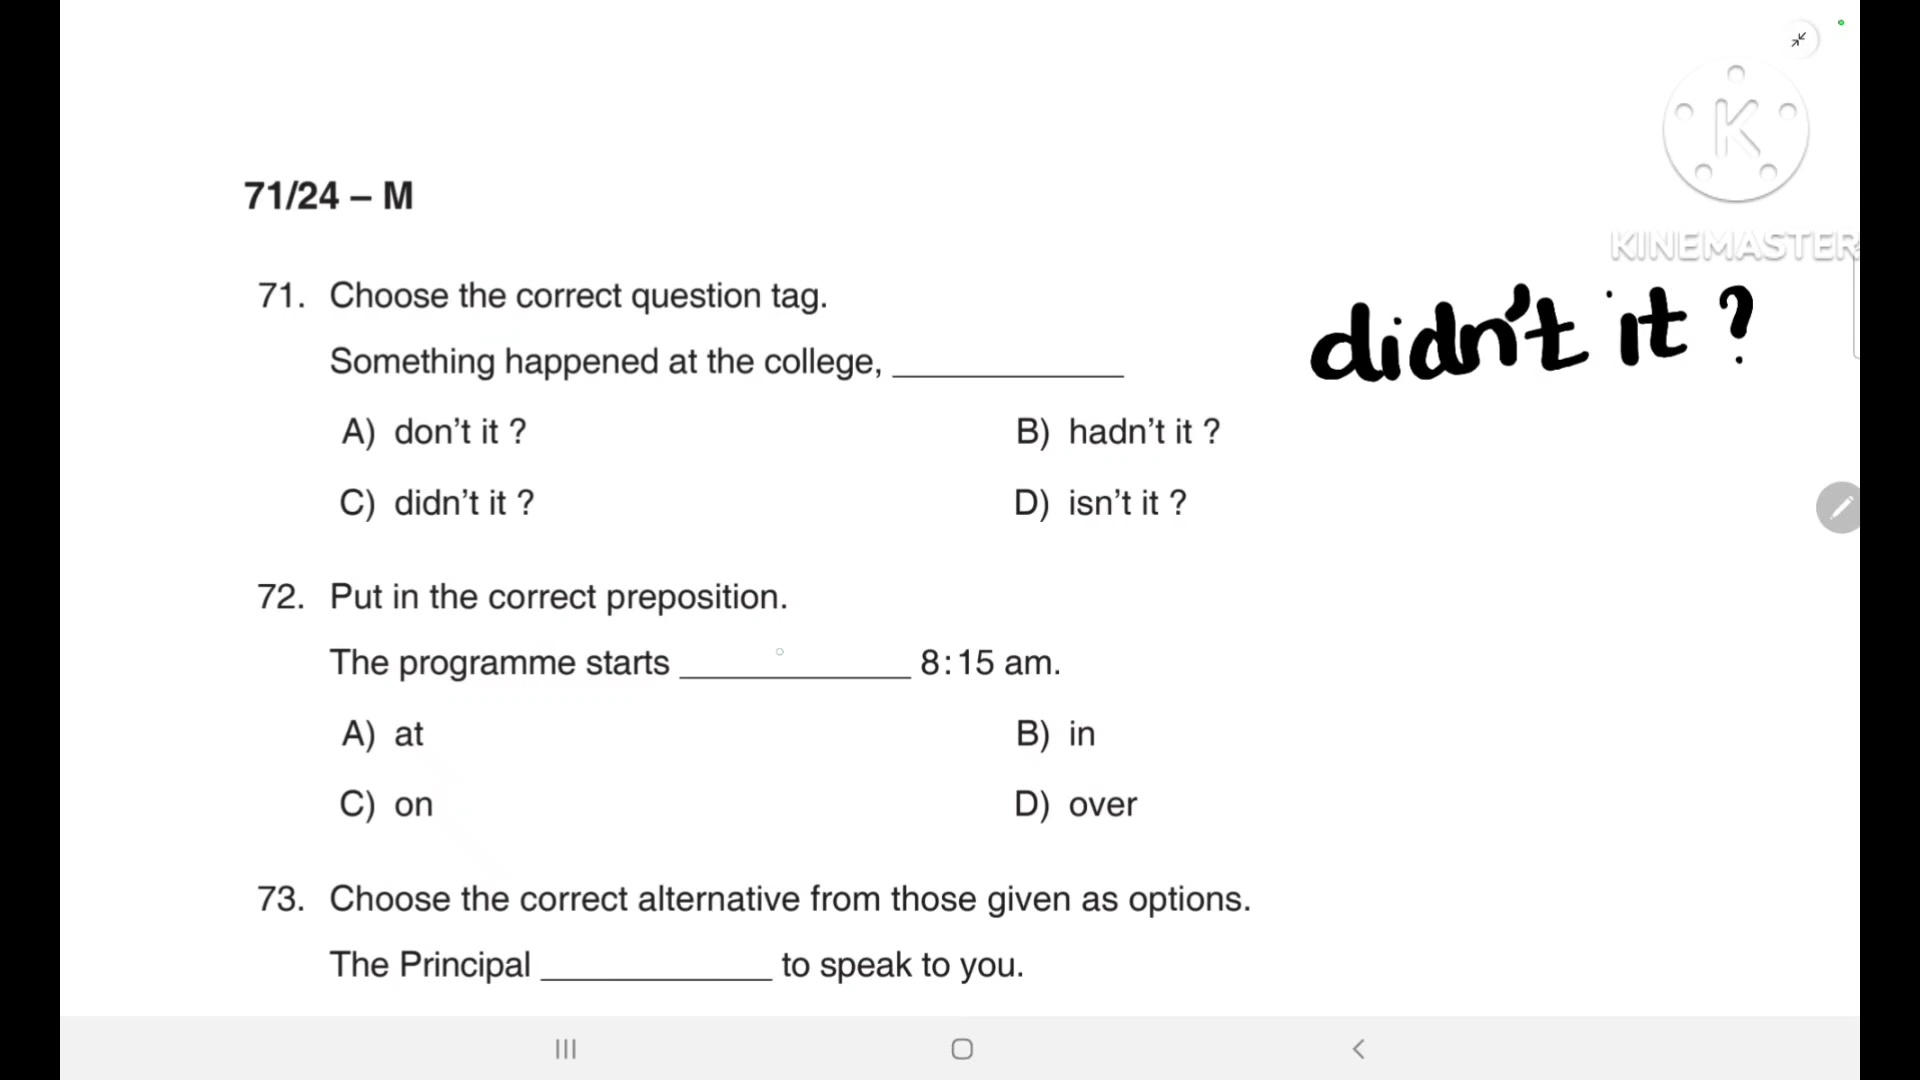 K
KINEMASTER
71/24 – M
71. Choose the correct question tag.
didn't it ?
Something happened at the college, ____________
A) don't it ? B) hadn't it ?
C) didn't it ? D) isn't it ?
72. Put in the correct preposition.
The programme starts ____________ 8:15 am.
A) at B) in
C) on D) over
73. Choose the correct alternative from those given as options.
The Principal ____________ to speak to you.